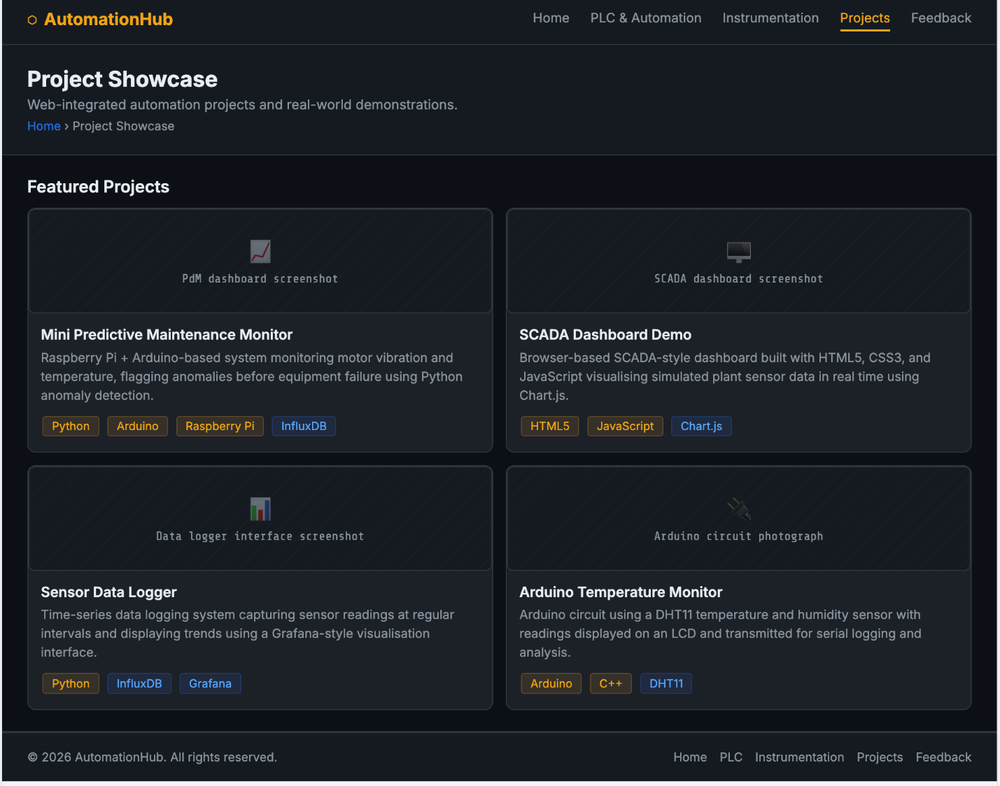 AutomationHub
Home PLC & Automation Instrumentation Projects Feedback
Project Showcase
Web-integrated automation projects and real-world demonstrations.
Home › Project Showcase
Featured Projects
PdM dashboard screenshot
Mini Predictive Maintenance Monitor
Raspberry Pi + Arduino-based system monitoring motor vibration and
temperature, flagging anomalies before equipment failure using Python
anomaly detection.
Python Arduino Raspberry Pi InfluxDB
SCADA dashboard screenshot
SCADA Dashboard Demo
Browser-based SCADA-style dashboard built with HTML5, CSS3, and
JavaScript visualising simulated plant sensor data in real time using
Chart.js.
HTML5 JavaScript Chart.js
Data logger interface screenshot
Sensor Data Logger
Time-series data logging system capturing sensor readings at regular
intervals and displaying trends using a Grafana-style visualisation
interface.
Python InfluxDB Grafana
Arduino circuit photograph
Arduino Temperature Monitor
Arduino circuit using a DHT11 temperature and humidity sensor with
readings displayed on an LCD and transmitted for serial logging and
analysis.
Arduino C++ DHT11
© 2026 AutomationHub. All rights reserved.
Home PLC Instrumentation Projects Feedback